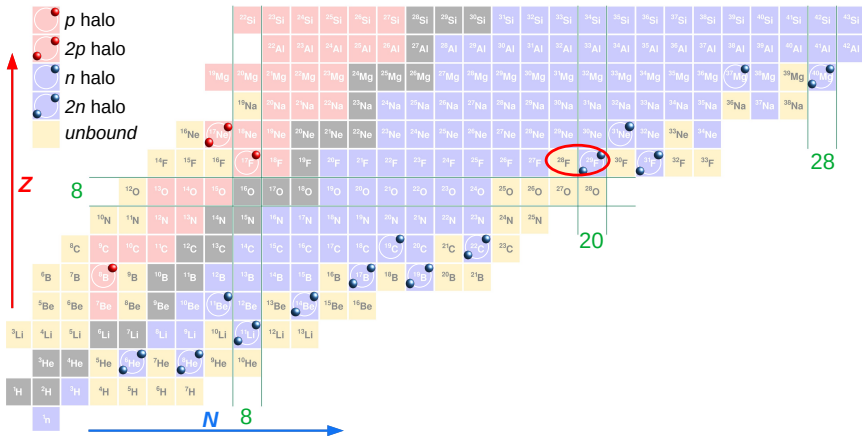 p halo
2p halo
n halo
2n halo
unbound
²²Si ²³Si ²⁴Si ²⁵Si ²⁶Si ²⁷Si ²⁸Si ²⁹Si ³⁰Si ³¹Si ³²Si ³³Si ³⁴Si ³⁵Si ³⁶Si ³⁷Si ³⁸Si ³⁹Si ⁴⁰Si ⁴¹Si ⁴²Si
²²Al ²³Al ²⁴Al ²⁵Al ²⁶Al ²⁷Al ²⁸Al ²⁹Al ³⁰Al ³¹Al ³²Al ³³Al ³⁴Al ³⁵Al ³⁶Al ³⁷Al ³⁸Al ³⁹Al ⁴⁰Al ⁴¹Al
¹⁹Mg ²⁰Mg ²¹Mg ²²Mg ²³Mg ²⁴Mg ²⁵Mg ²⁶Mg ²⁷Mg ²⁸Mg ²⁹Mg ³⁰Mg ³¹Mg ³²Mg ³³Mg ³⁴Mg ³⁵Mg ³⁶Mg ³⁷Mg ³⁸Mg ³⁹Mg ⁴⁰Mg
¹⁹Na ²⁰Na ²¹Na ²²Na ²³Na ²⁴Na ²⁵Na ²⁶Na ²⁷Na ²⁸Na ²⁹Na ³⁰Na ³¹Na ³²Na ³³Na ³⁴Na ³⁵Na ³⁶Na ³⁷Na ³⁸Na
¹⁶Ne ¹⁷Ne ¹⁸Ne ¹⁹Ne ²⁰Ne ²¹Ne ²²Ne ²³Ne ²⁴Ne ²⁵Ne ²⁶Ne ²⁷Ne ²⁸Ne ²⁹Ne ³⁰Ne ³¹Ne ³²Ne ³³Ne ³⁴Ne
¹⁴F ¹⁵F ¹⁶F ¹⁷F ¹⁸F ¹⁹F ²⁰F ²¹F ²²F ²³F ²⁴F ²⁵F ²⁶F ²⁷F ²⁸F ²⁹F ³⁰F ³¹F ³²F ³³F
28
Z
8
¹²O ¹³O ¹⁴O ¹⁵O ¹⁶O ¹⁷O ¹⁸O ¹⁹O ²⁰O ²¹O ²²O ²³O ²⁴O ²⁵O ²⁶O ²⁷O ²⁸O
¹⁰N ¹¹N ¹²N ¹³N ¹⁴N ¹⁵N ¹⁶N ¹⁷N ¹⁸N ¹⁹N ²⁰N ²¹N ²²N ²³N ²⁴N ²⁵N
⁸C ⁹C ¹⁰C ¹¹C ¹²C ¹³C ¹⁴C ¹⁵C ¹⁶C ¹⁷C ¹⁸C ¹⁹C ²⁰C ²¹C ²²C ²³C
20
⁶B ⁷B ⁸B ⁹B ¹⁰B ¹¹B ¹²B ¹³B ¹⁴B ¹⁵B ¹⁶B ¹⁷B ¹⁸B ¹⁹B ²⁰B ²¹B
⁵Be ⁶Be ⁷Be ⁸Be ⁹Be ¹⁰Be ¹¹Be ¹²Be ¹³Be ¹⁴Be ¹⁵Be ¹⁶Be
³Li ⁴Li ⁵Li ⁶Li ⁷Li ⁸Li ⁹Li ¹⁰Li ¹¹Li ¹²Li ¹³Li
³He ⁴He ⁵He ⁶He ⁷He ⁸He ⁹He ¹⁰He
¹H ²H ³H ⁴H ⁵H ⁶H ⁷H
¹n
N
8